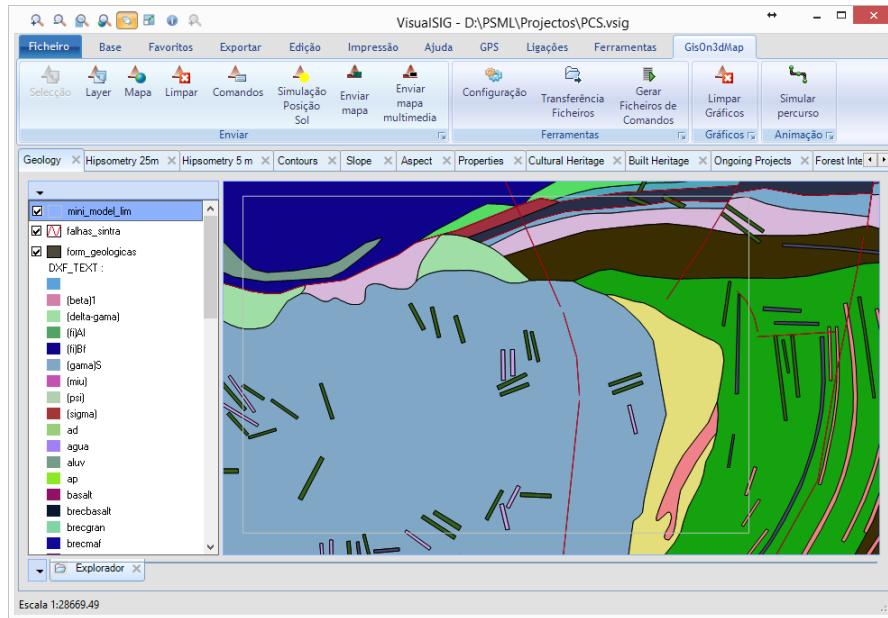 VisualSIG - D:\PSML\Projectos\PCS.vsig
Ficheiro Base Favoritos Exportar Edição Impressão Ajuda GPS Ligações Ferramentas GisOn3dMap
Selecção Layer Mapa Limpar Comandos Simulação Posição Sol Enviar mapa Enviar mapa multimedia Configuração Transferência Ficheiros Gerar Ficheiros de Comandos Limpar Gráficos Simular percurso
Enviar Ferramentas Gráficos Animação
Geology Hipsometry 25m Hipsometry 5 m Contours Slope Aspect Properties Cultural Heritage Built Heritage Ongoing Projects Forest Inte
mini_model_lim
falhas_sintra
form_geologicas
DXF_TEXT :
(beta)1
(delta-gama)
(fi)Al
(fi)Bf
(gama)S
(miu)
(psi)
(sigma)
ad
agua
aluv
ap
basalt
brecbasalt
brecgran
brecmaf
Explorador
Escala 1:28669.49